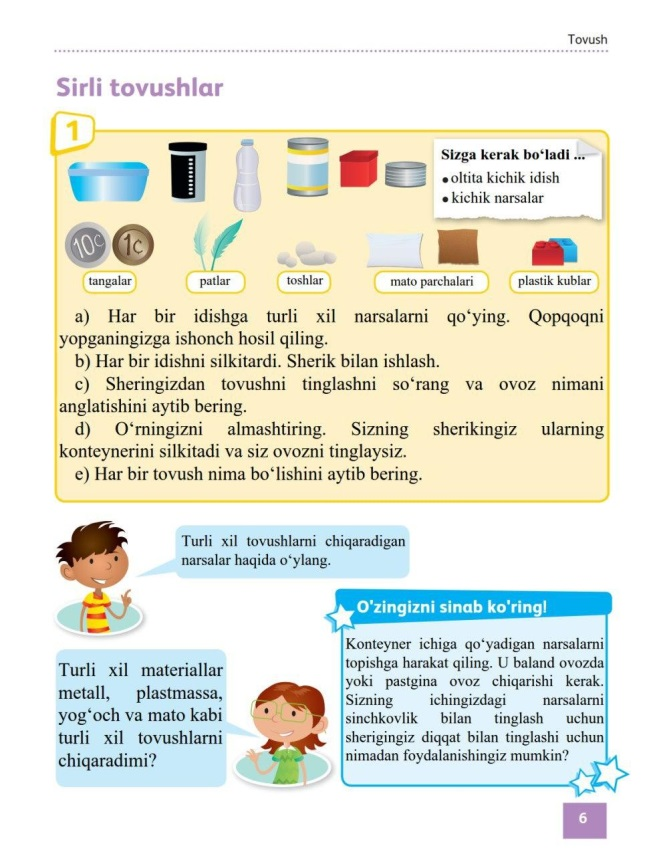 Tovush
Sirli tovushlar
1
Sizga kerak bo‘ladi ...
• oltita kichik idish
• kichik narsalar
10c 1c
tangalar
patlar
toshlar
mato parchalari
plastik kublar
a) Har bir idishga turli xil narsalarni qo‘ying. Qopqoqni
yopganingizga ishonch hosil qiling.
b) Har bir idishni silkitardi. Sherik bilan ishlash.
c) Sheringizdan tovushni tinglashni so‘rang va ovoz nimani
anglatishini aytib bering.
d) O‘rningizni almashtiring. Sizning sherikingiz ularning
konteynerini silkitadi va siz ovozni tinglaysiz.
e) Har bir tovush nima bo‘lishini aytib bering.
Turli xil tovushlarni chiqaradigan
narsalar haqida o‘ylang.
O'zingizni sinab ko'ring!
Konteyner ichiga qo‘yadigan narsalarni
topishga harakat qiling. U baland ovozda
yoki pastgina ovoz chiqarishi kerak.
Sizning ichingizdagi narsalarni
sinchkovlik bilan tinglash uchun
sherigingiz diqqat bilan tinglashi uchun
nimadan foydalanishingiz mumkin?
Turli xil materiallar
metall, plastmassa,
yog‘och va mato kabi
turli xil tovushlarni
chiqaradimi?
6